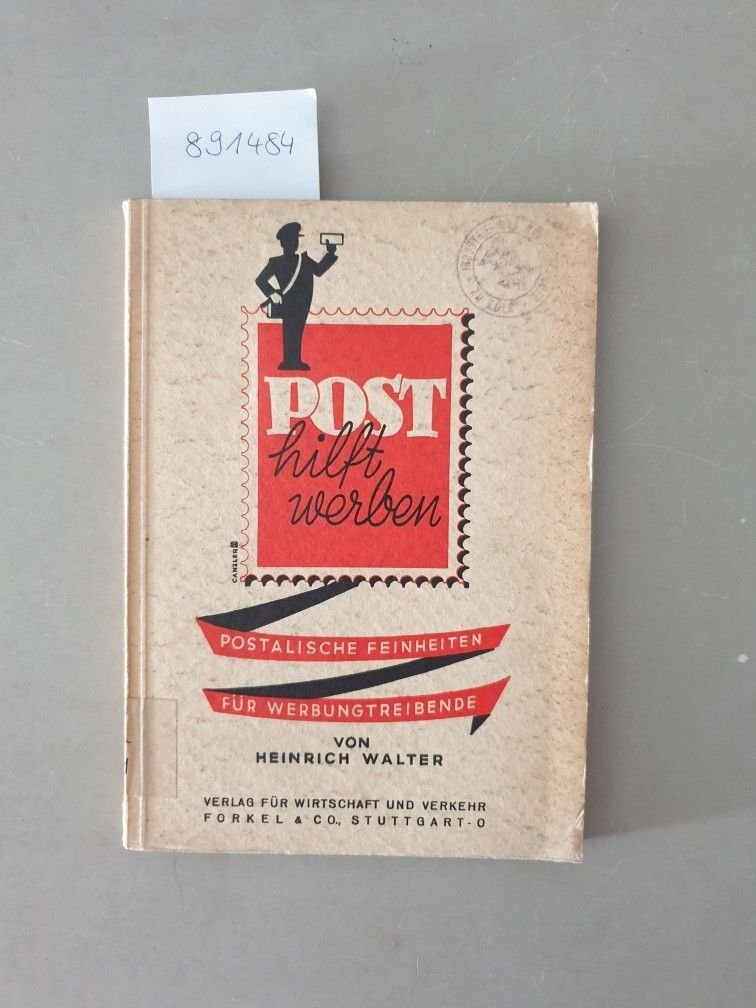 891484
POST
hilft
werben
CANZLER
POSTALISCHE FEINHEITEN
FÜR WERBUNGTREIBENDE
VON
HEINRICH WALTER
VERLAG FÜR WIRTSCHAFT UND VERKEHR
FORKEL & CO., STUTTGART-O